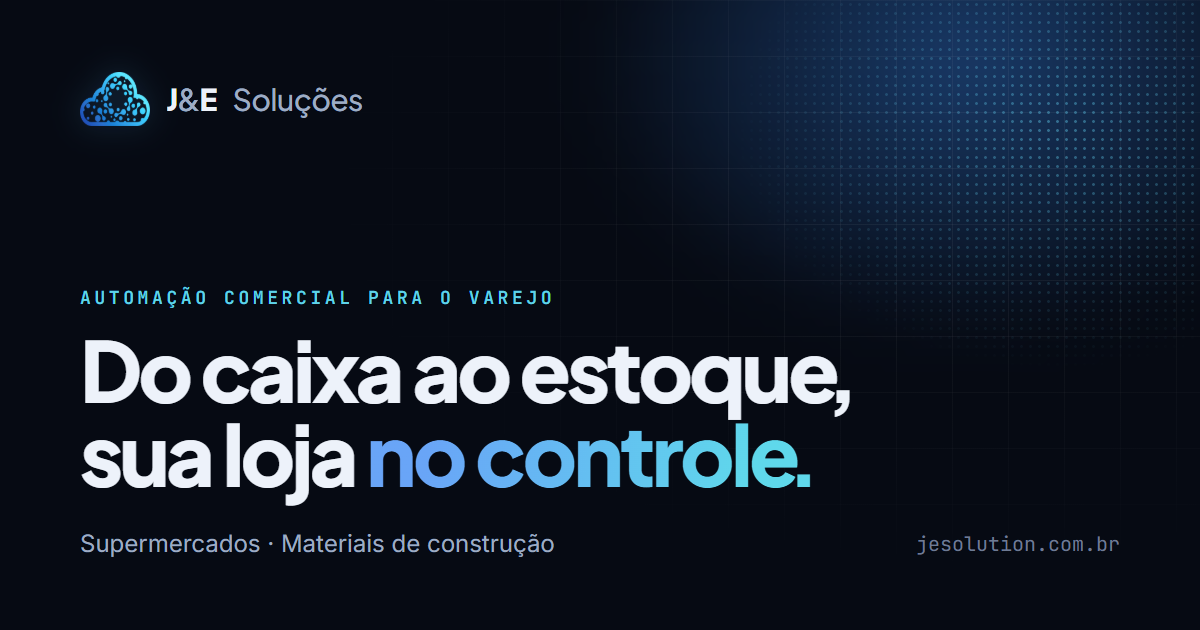 J&E Soluções
AUTOMAÇÃO COMERCIAL PARA O VAREJO
Do caixa ao estoque,
sua loja no controle.
Supermercados · Materiais de construção
jesolution.com.br